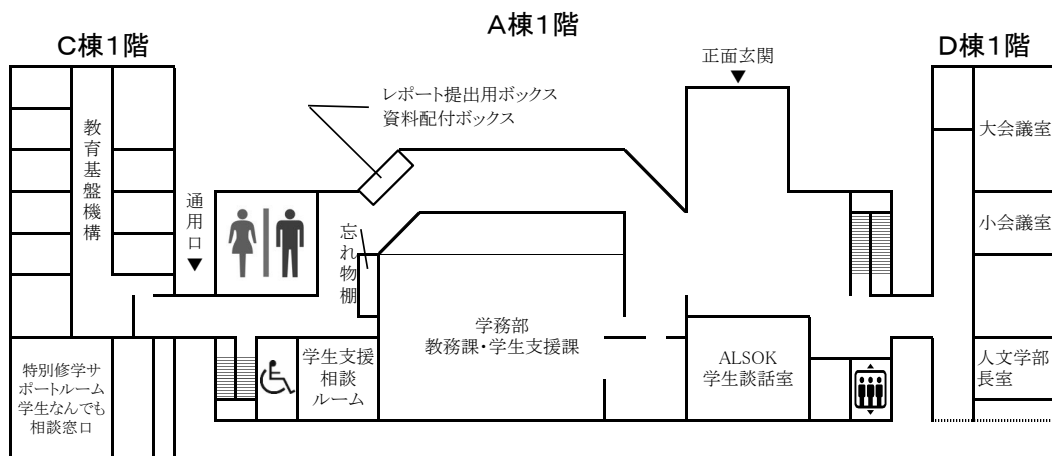 A棟1階
C棟1階
D棟1階
正面玄関
▼
レポート提出用ボックス
資料配付ボックス
教育基盤機構
通用口▼
忘れ物棚
大会議室
小会議室
学務部
教務課・学生支援課
学生支援
相談
ルーム
ALSOK
学生談話室
人文学部
長室
特別修学サ
ポートルーム
学生なんでも
相談窓口